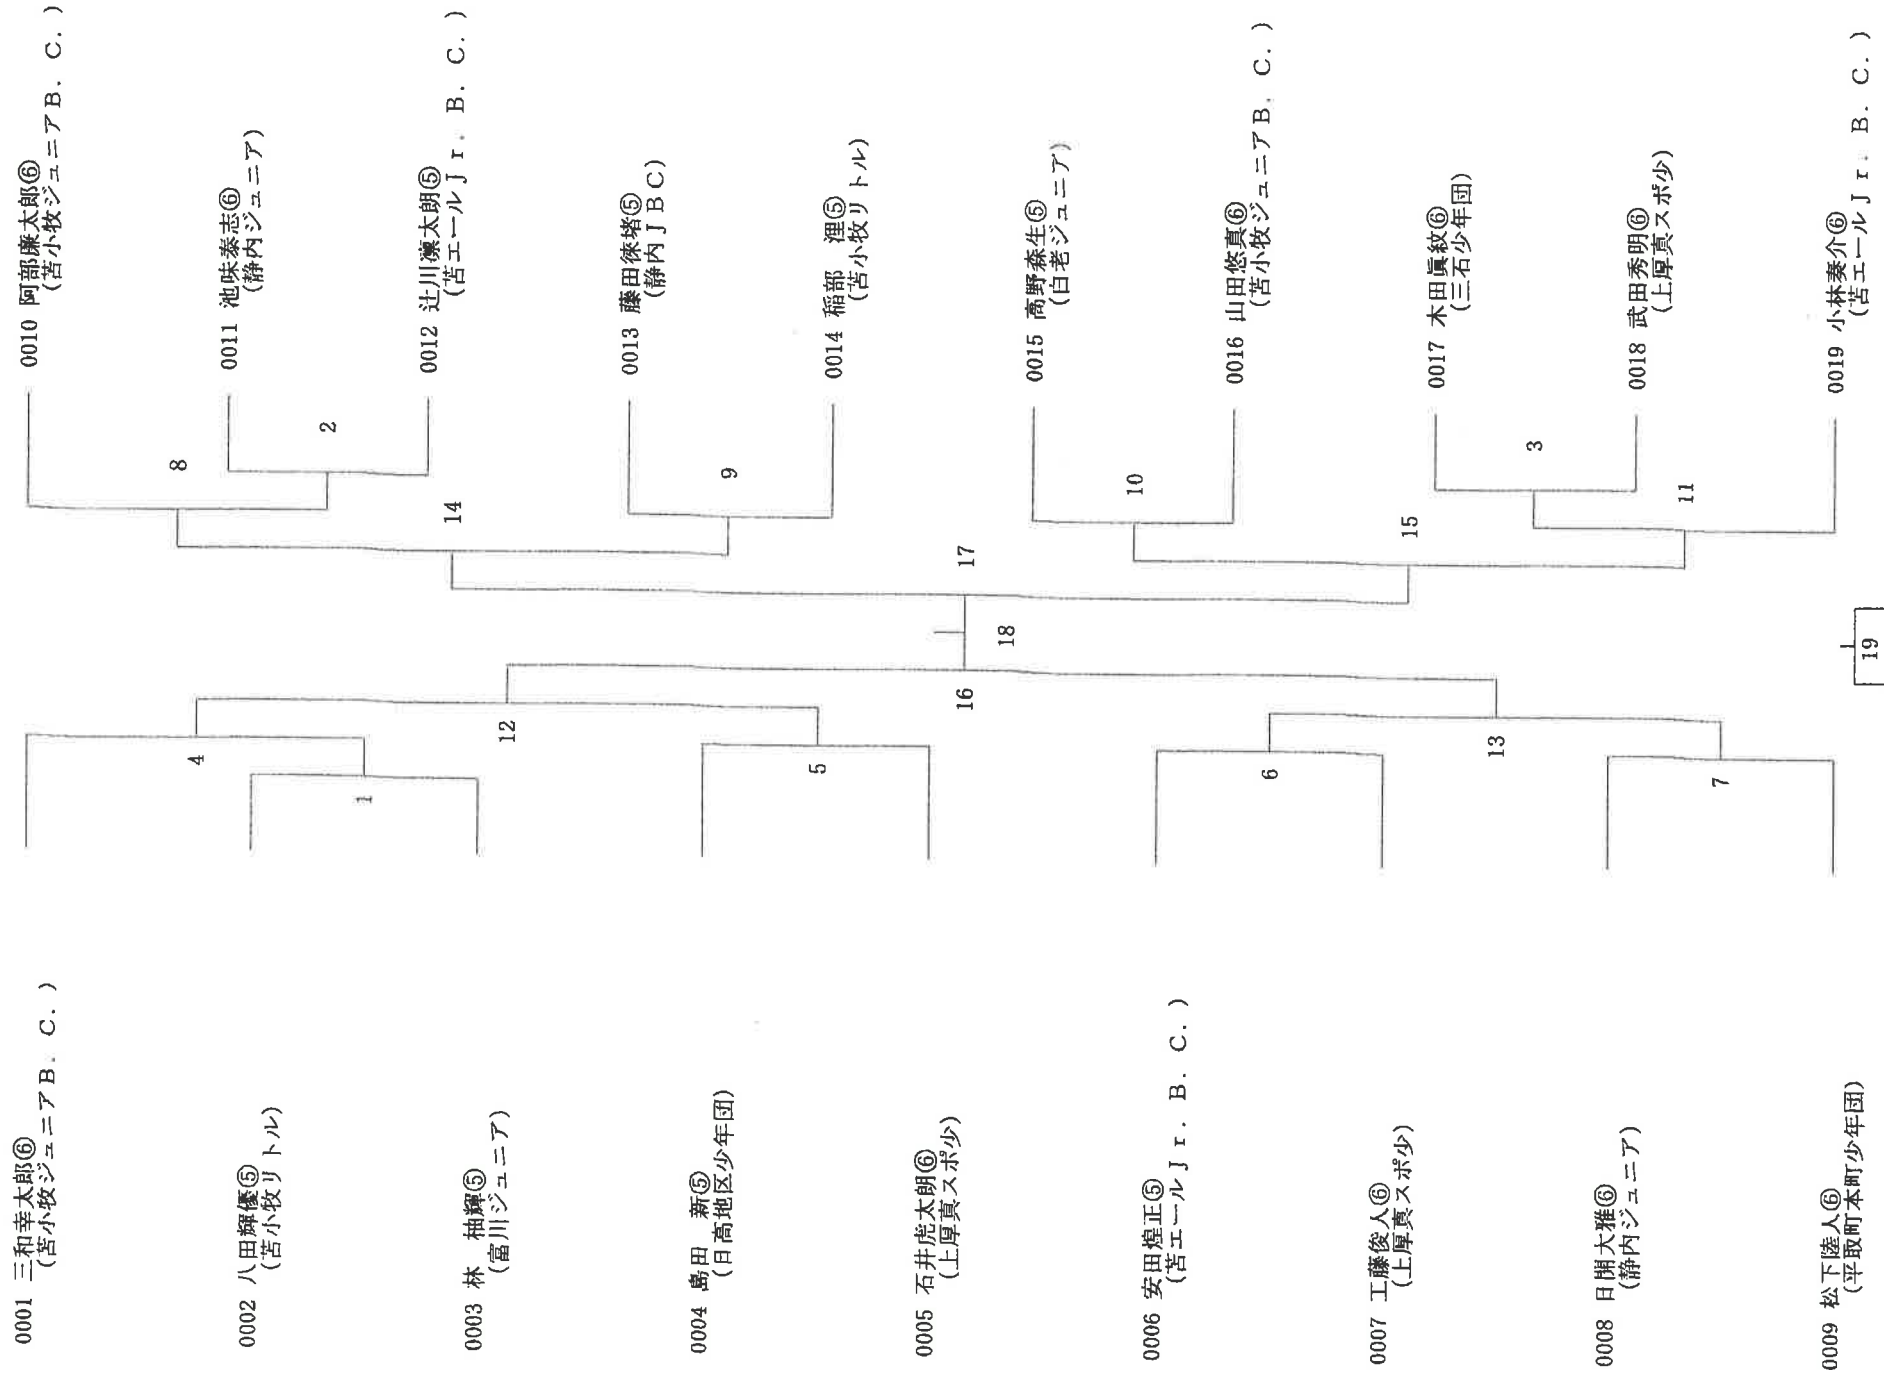 0001 三和幸太郎⑥
(苫小牧ジュニアB. C. )
0002 八田輝優⑤
(苫小牧リトル)
0003 林　柚輝⑤
(富川ジュニア)
0004 島田　新⑤
(日高地区少年団)
0005 石井虎太朗⑥
(上厚真スポ少)
0006 安田煌正⑤
(苫エールJr. B. C. )
0007 工藤俊人⑥
(上厚真スポ少)
0008 日開大雅⑥
(静内ジュニア)
0009 松下陸人⑥
(平取町本町少年団)
4
1
12
5
16
6
13
7
18
19
8
2
14
9
17
10
15
3
11
0010 阿部廉太郎⑥
(苫小牧ジュニアB. C. )
0011 池味泰志⑥
(静内ジュニア)
0012 辻川凛太朗⑤
(苫エールJr. B. C. )
0013 藤田徠堵⑤
(静内JBC)
0014 稲部　浬⑤
(苫小牧リトル)
0015 高野森生⑤
(白老ジュニア)
0016 山田悠真⑥
(苫小牧ジュニアB. C. )
0017 木田眞紋⑥
(三石少年団)
0018 武田秀明⑥
(上厚真スポ少)
0019 小林奏介⑥
(苫エールJr. B. C. )